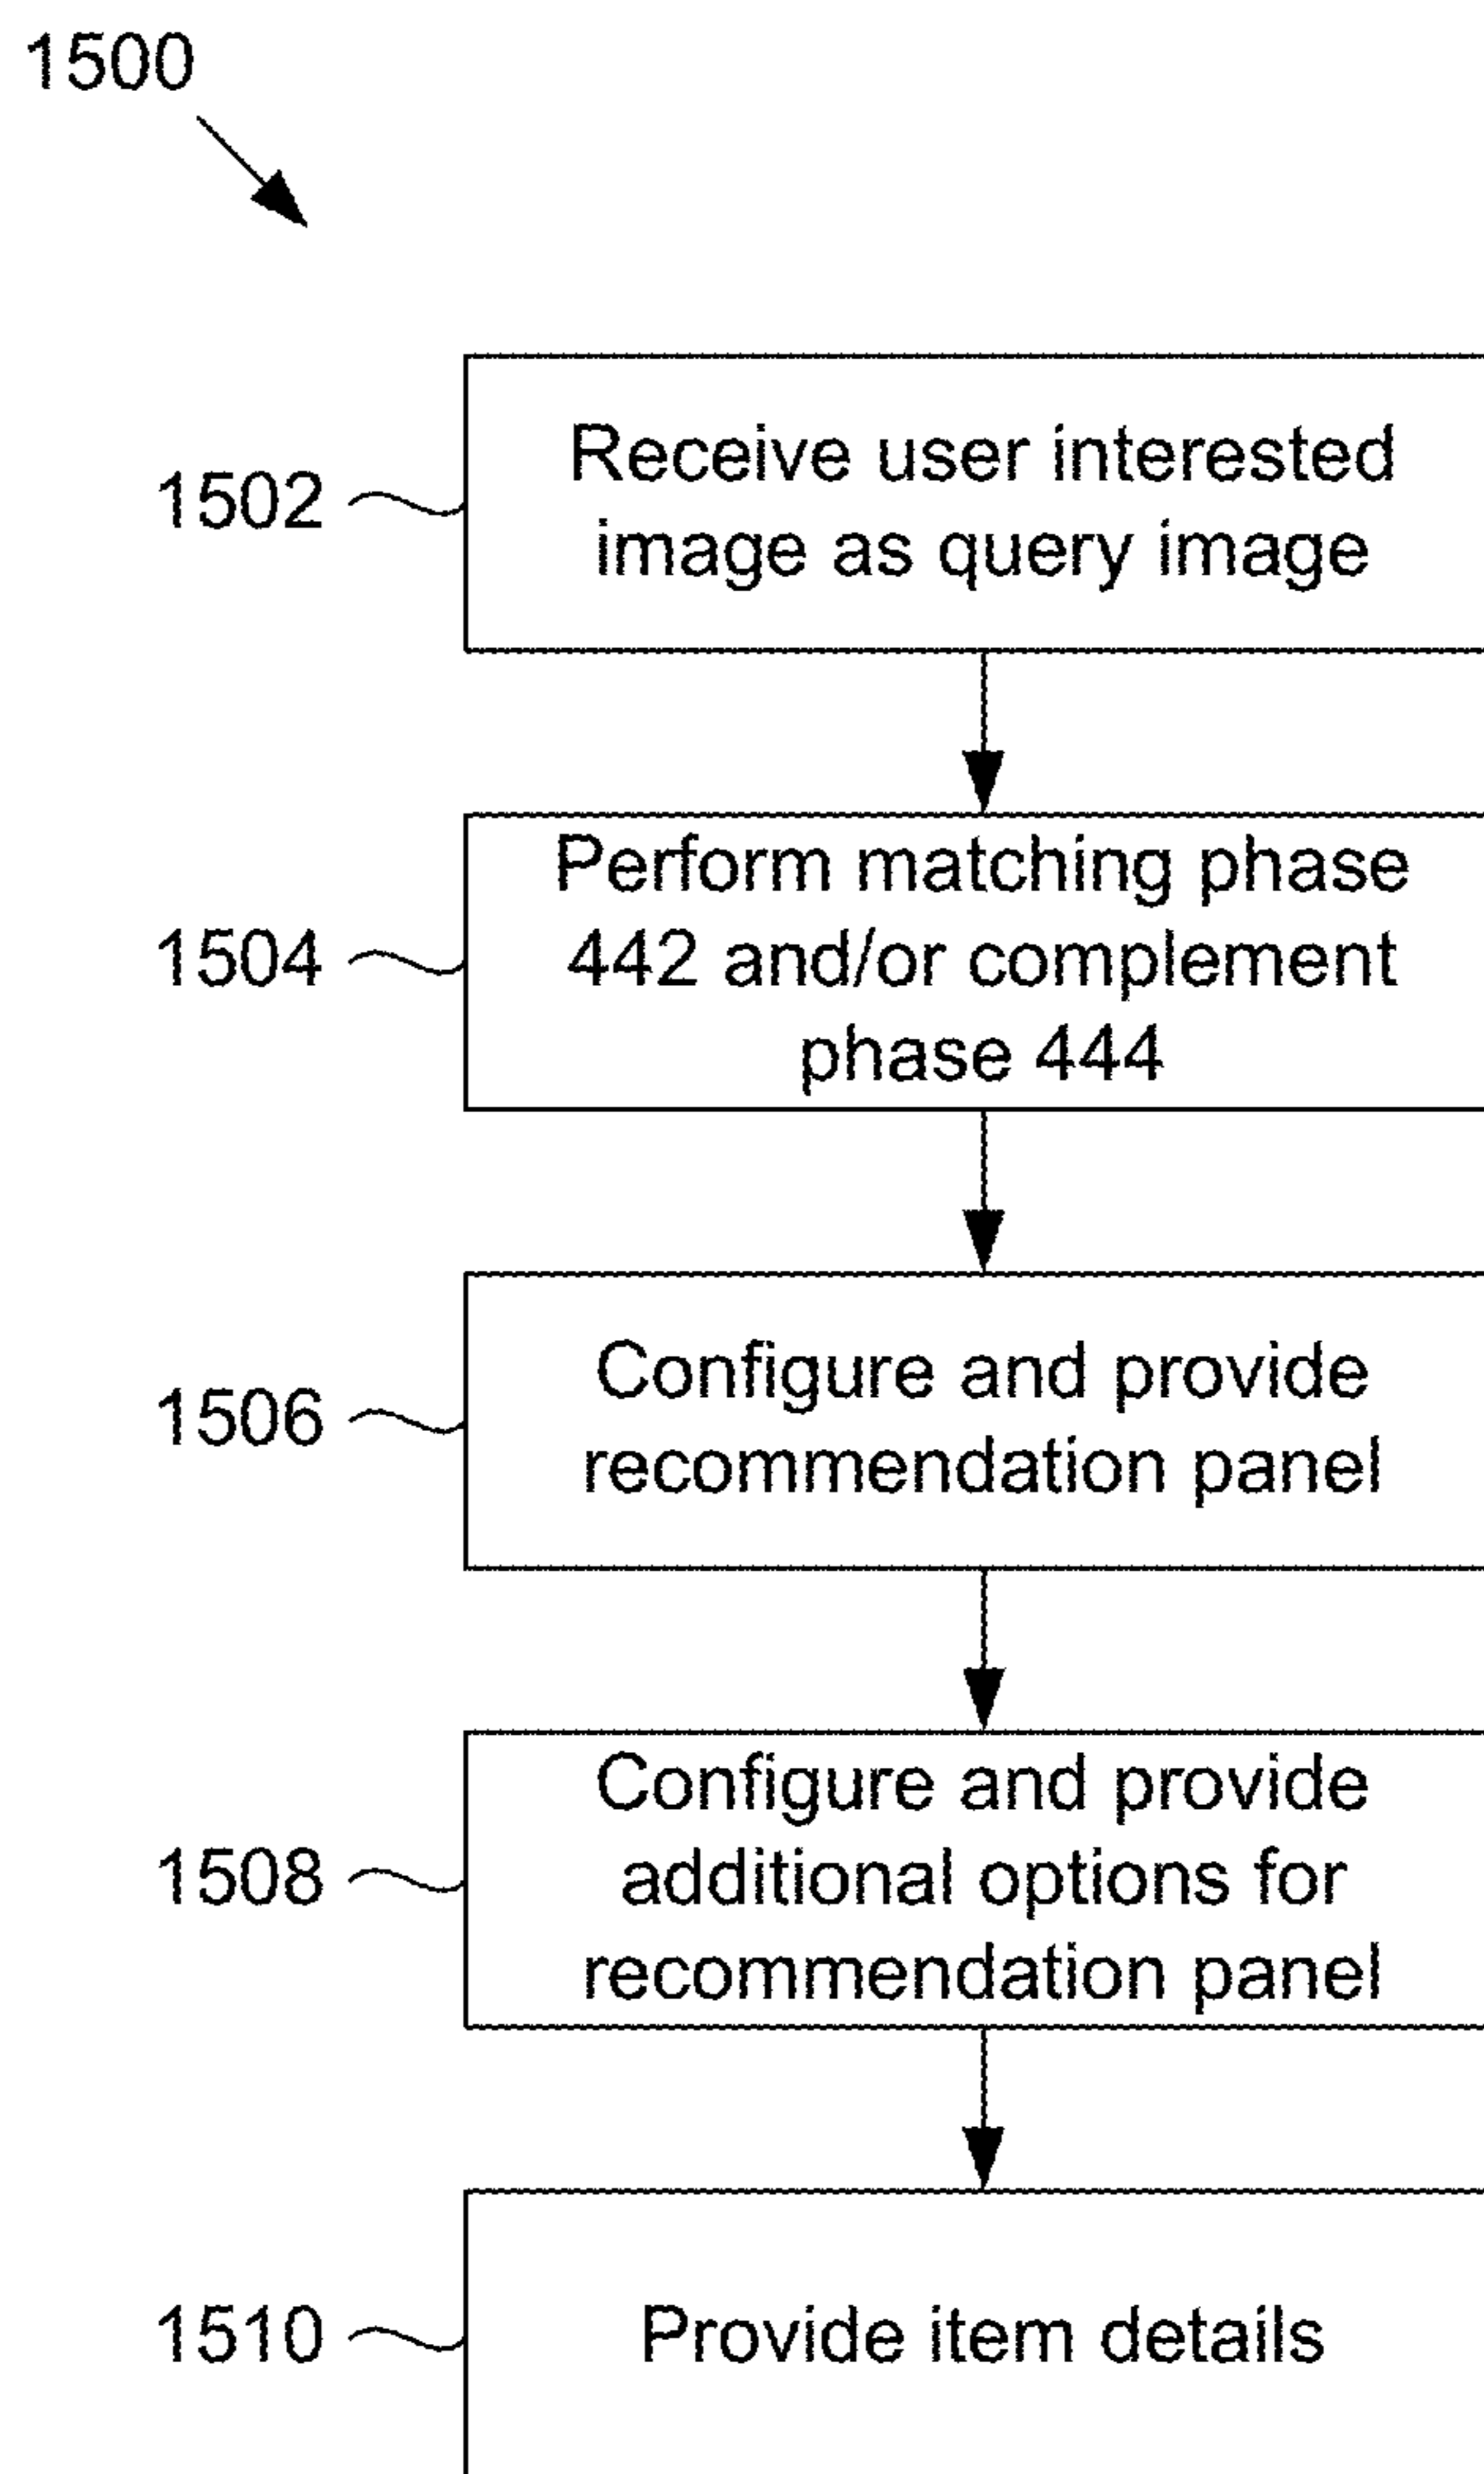 1500
1502
Receive user interested
image as query image
1504
Perform matching phase
442 and/or complement
phase 444
1506
Configure and provide
recommendation panel
1508
Configure and provide
additional options for
recommendation panel
1510
Provide item details